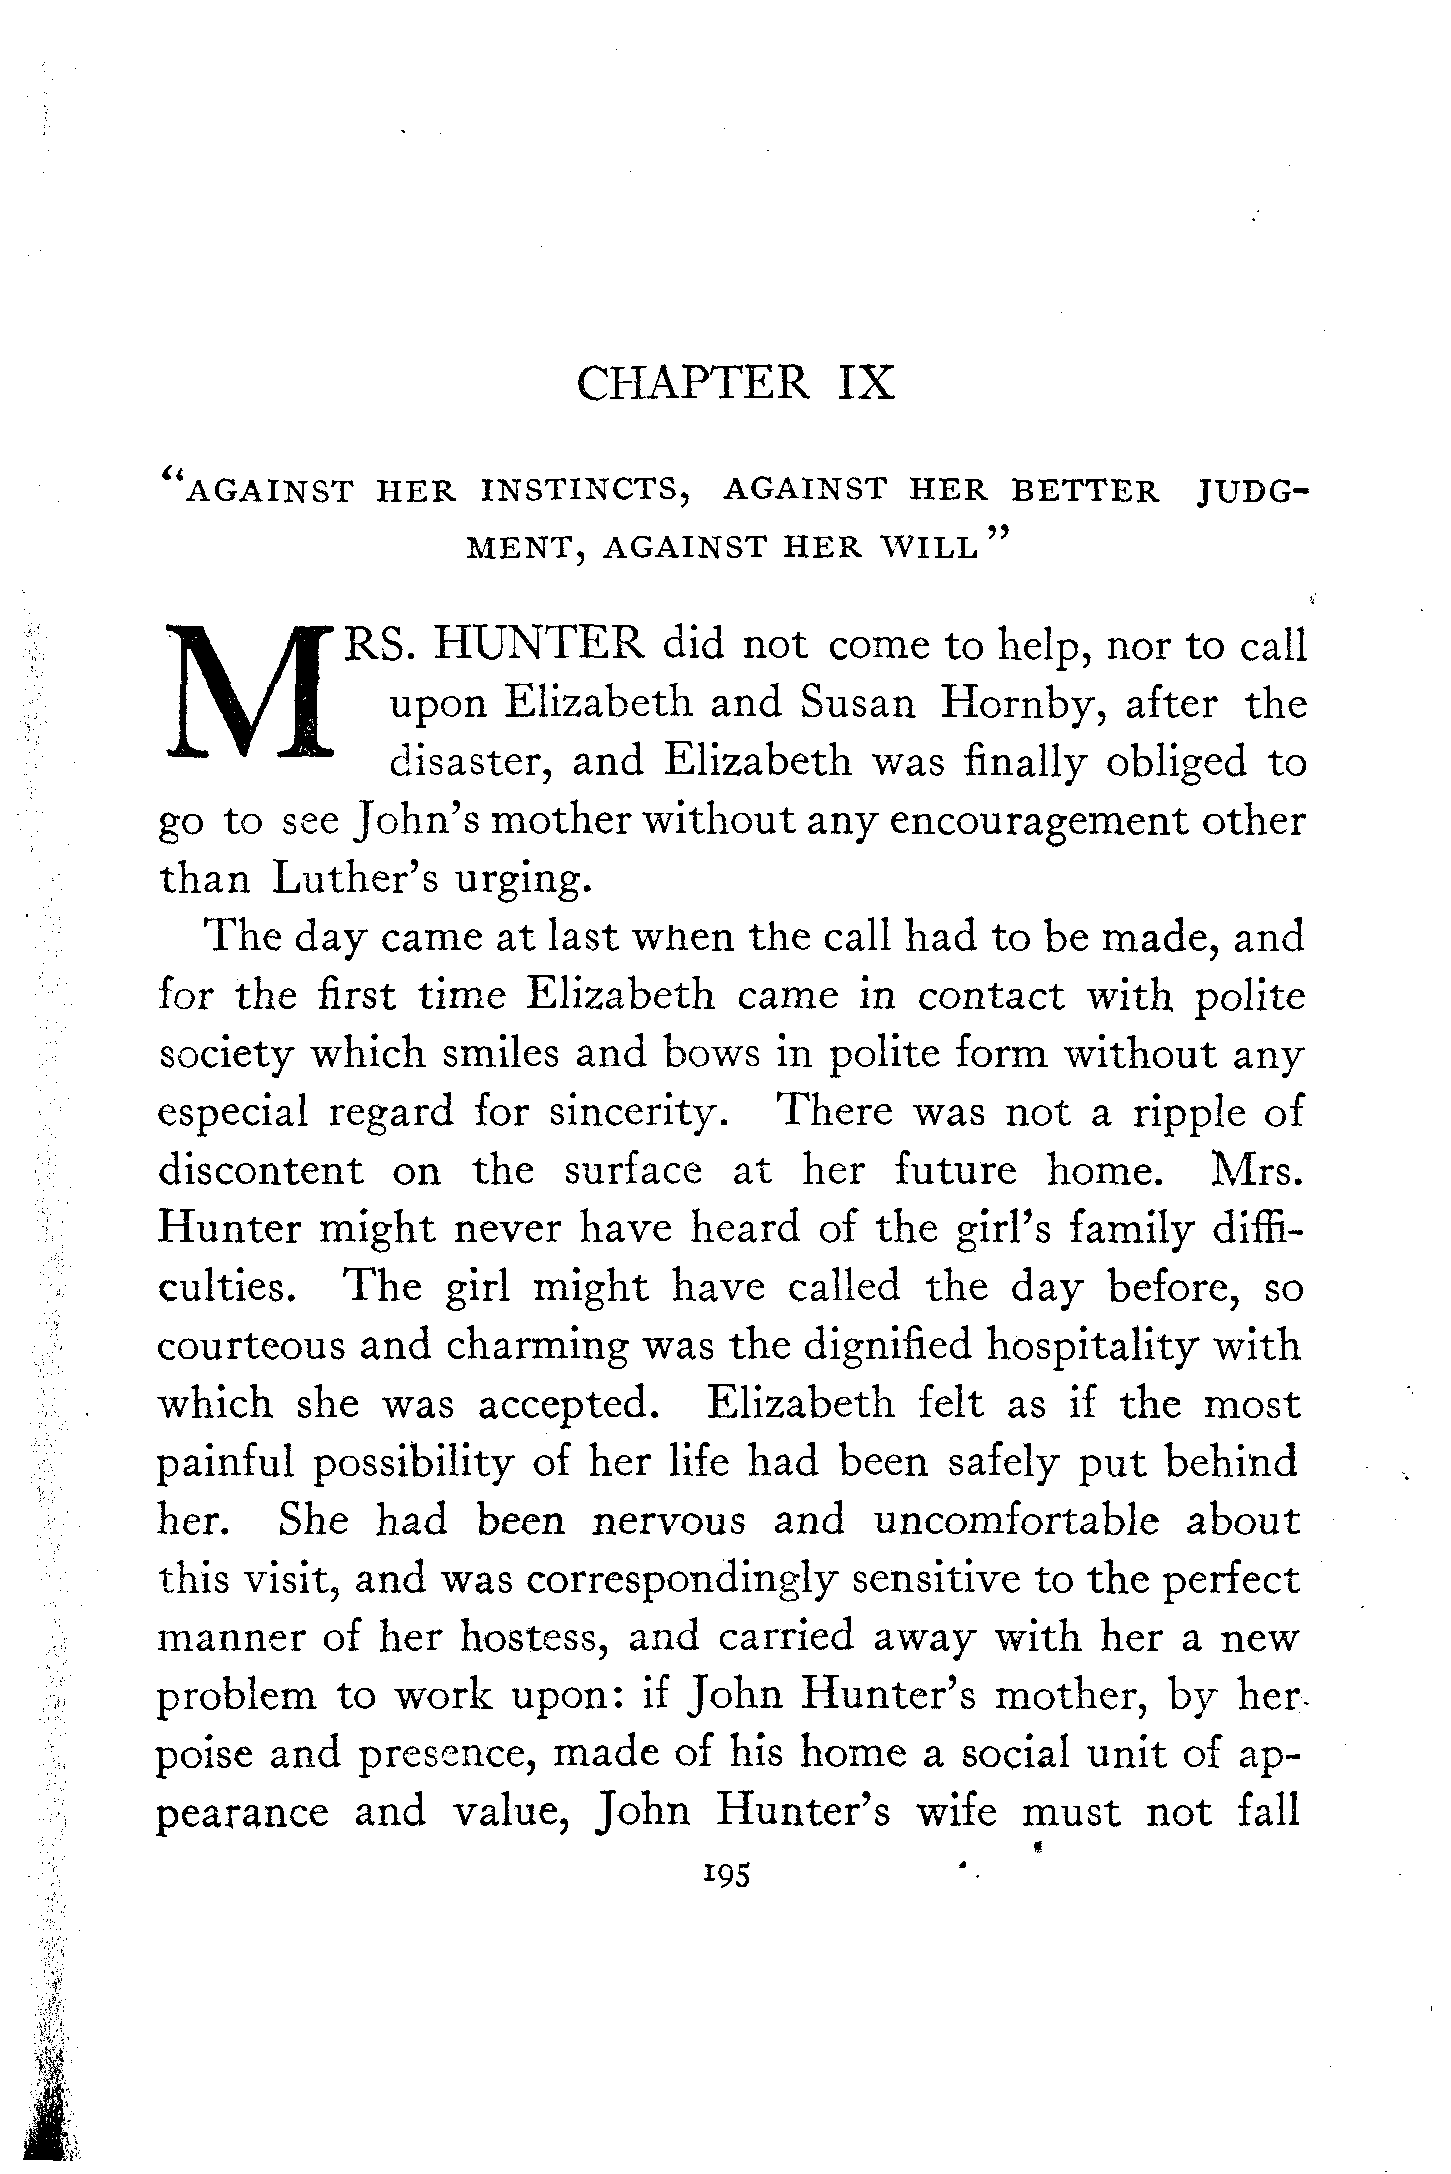 CHAPTER IX
“AGAINST HER INSTINCTS, AGAINST HER BETTER JUDG-
MENT, AGAINST HER WILL”
MRS. HUNTER did not come to help, nor to call
upon Elizabeth and Susan Hornby, after the
disaster, and Elizabeth was finally obliged to
go to see John’s mother without any encouragement other
than Luther’s urging.
The day came at last when the call had to be made, and
for the first time Elizabeth came in contact with polite
society which smiles and bows in polite form without any
especial regard for sincerity. There was not a ripple of
discontent on the surface at her future home. Mrs.
Hunter might never have heard of the girl’s family diffi-
culties. The girl might have called the day before, so
courteous and charming was the dignified hospitality with
which she was accepted. Elizabeth felt as if the most
painful possibility of her life had been safely put behind
her. She had been nervous and uncomfortable about
this visit, and was correspondingly sensitive to the perfect
manner of her hostess, and carried away with her a new
problem to work upon: if John Hunter’s mother, by her
poise and presence, made of his home a social unit of ap-
pearance and value, John Hunter’s wife must not fall
195